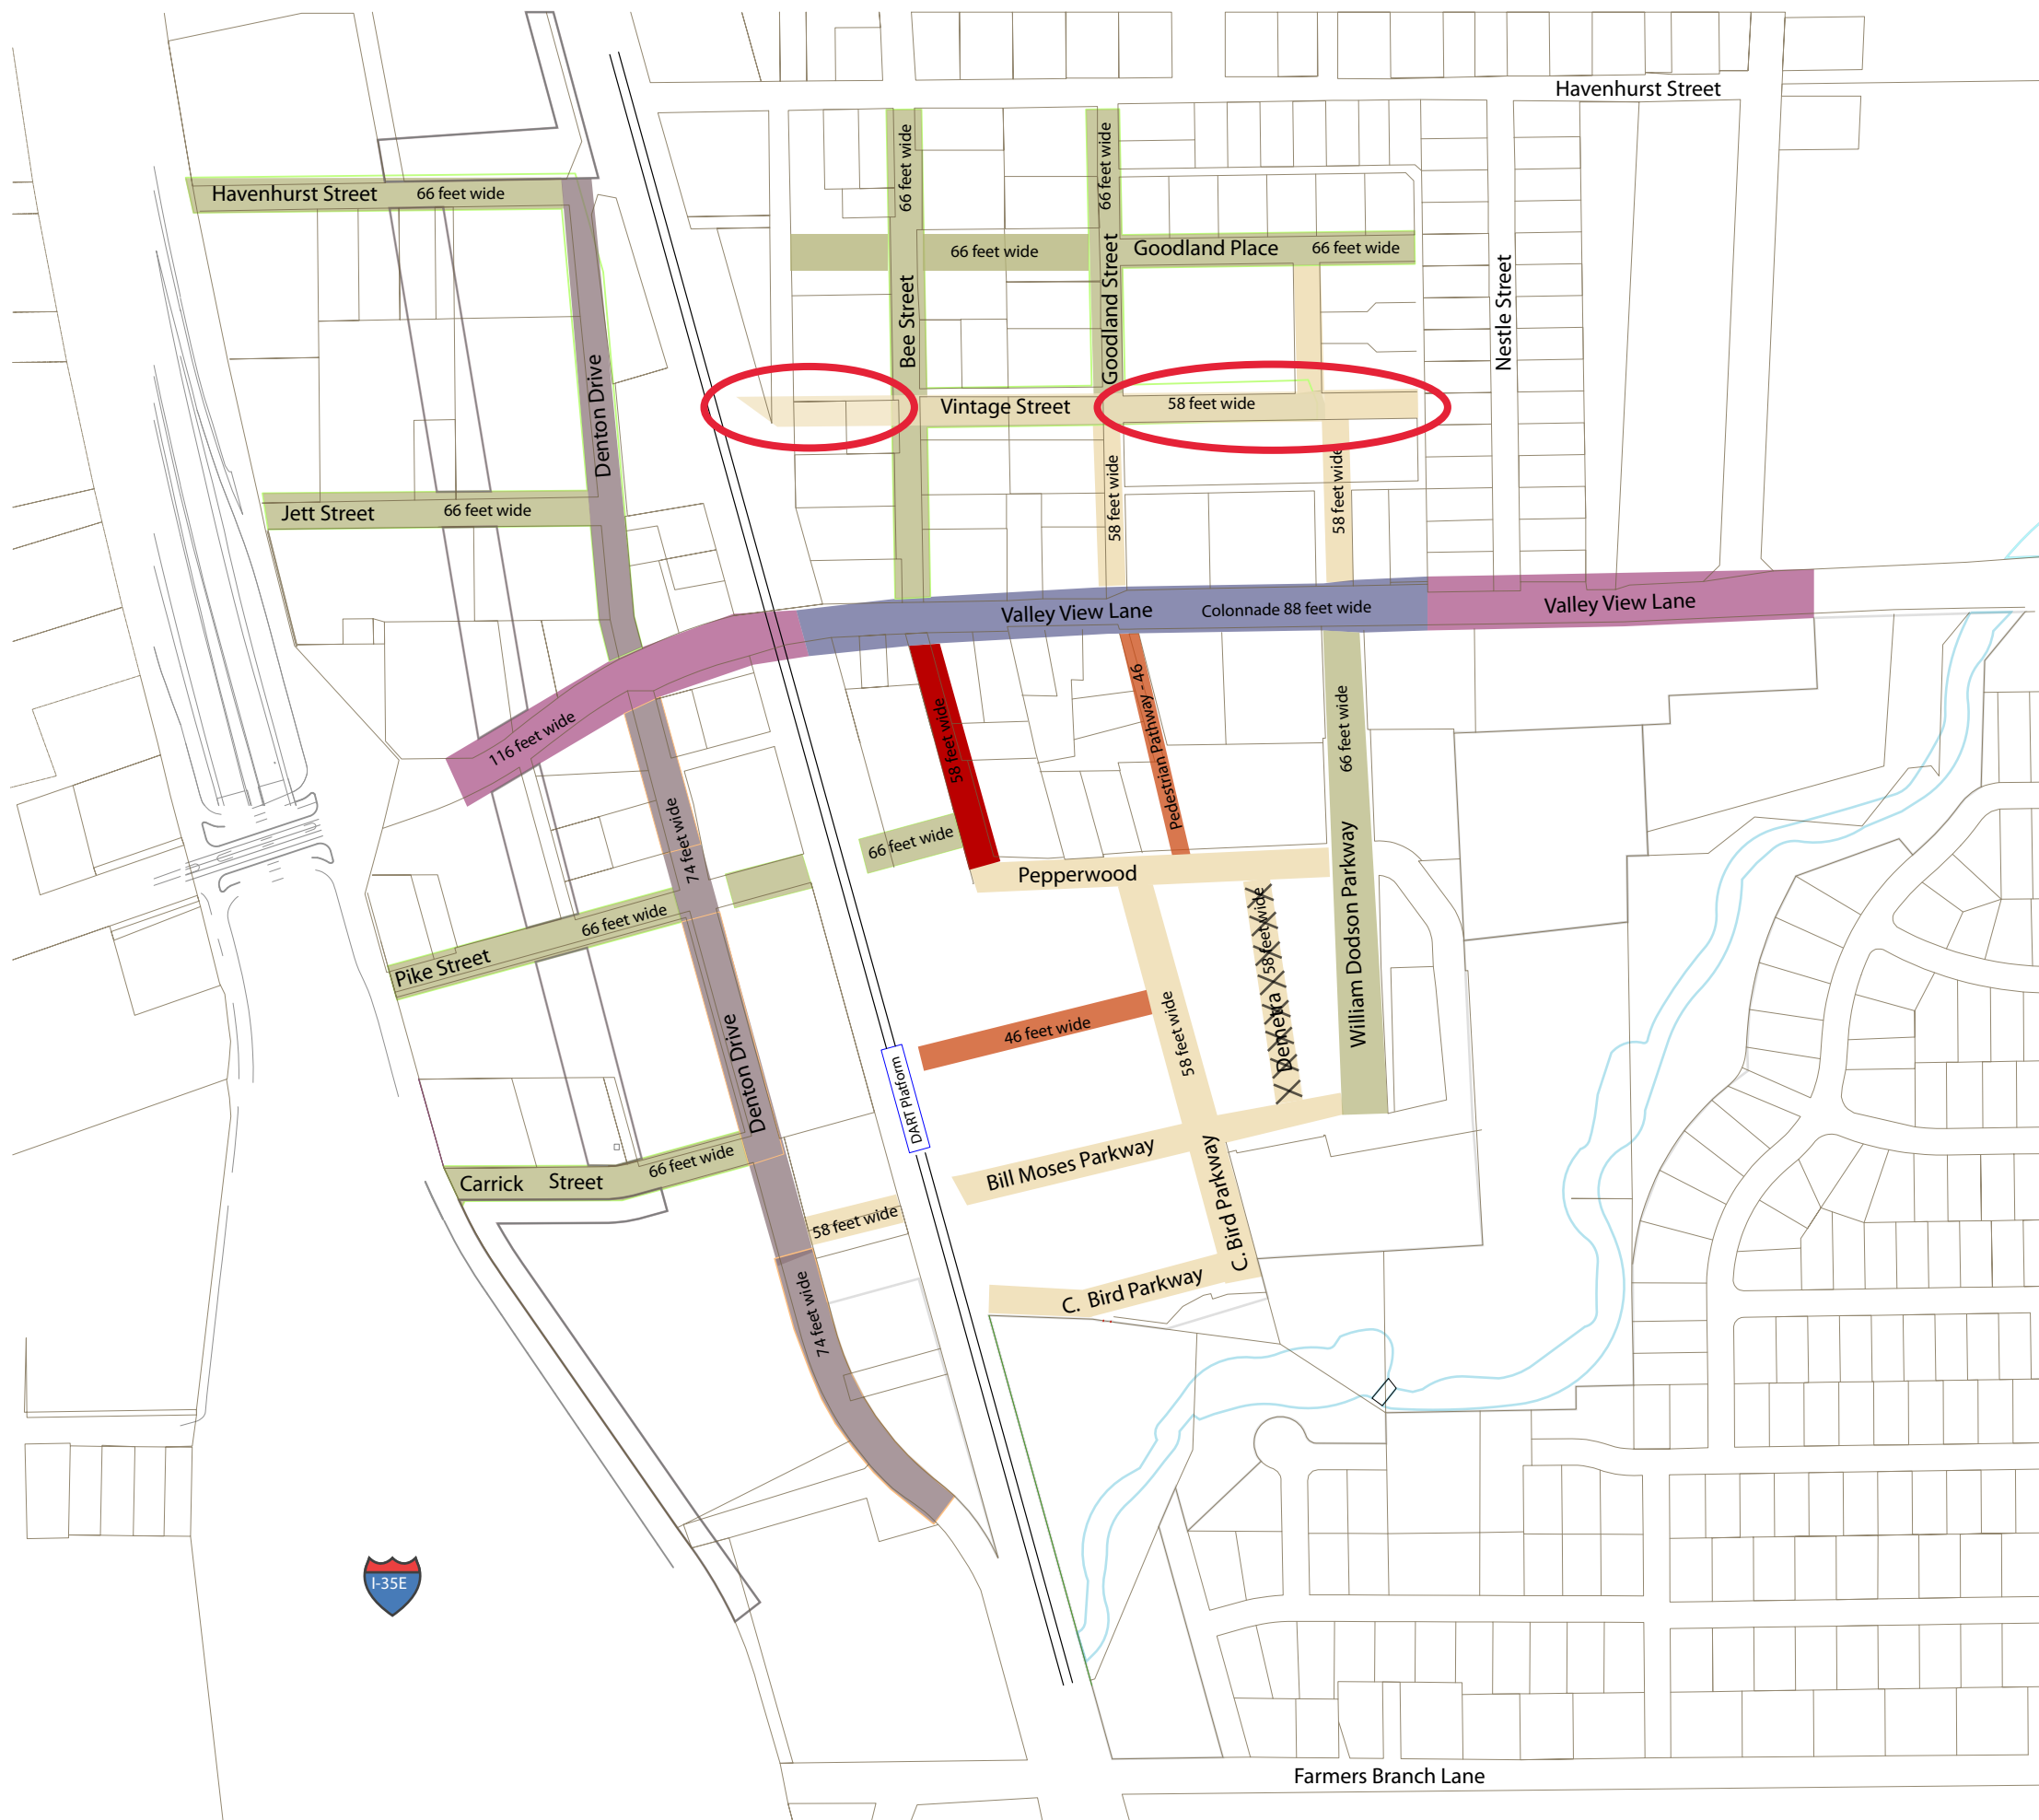 Havenhurst Street
66 feet wide
66 feet wide
Havenhurst Street 66 feet wide
66 feet wide
Goodland Place 66 feet wide
Bee Street
Goodland Street
Nestle Street
Denton Drive
Vintage Street
58 feet wide
58 feet wide
58 feet wide
Jett Street 66 feet wide
Valley View Lane
Colonnade 88 feet wide
Valley View Lane
116 feet wide
58 feet wide
Pedestrian Pathway - 46
66 feet wide
74 feet wide
66 feet wide
Pepperwood
William Dodson Parkway
Pike Street 66 feet wide
58 feet wide
Demetra
58 feet wide
46 feet wide
DART Platform
Denton Drive
Carrick Street 66 feet wide
Bill Moses Parkway
C. Bird Parkway
58 feet wide
C. Bird Parkway
74 feet wide
I-35E
Farmers Branch Lane